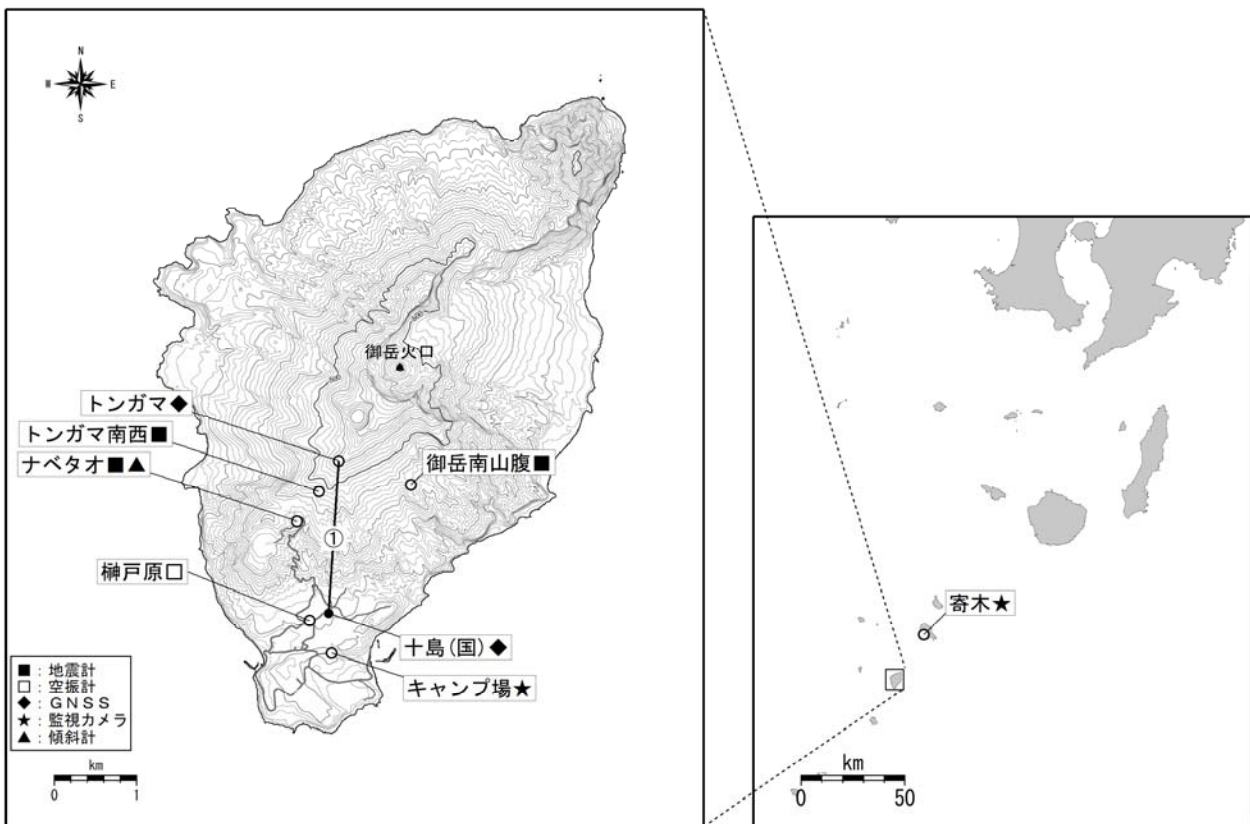 N
W
E
S
御岳火口
トンガマ◆
トンガマ南西■
ナベタオ■▲
御岳南山腹■
①
榊戸原□
十島(国)◆
キャンプ場★
■:地震計
□:空振計
◆:GNSS
★:監視カメラ
▲:傾斜計
km
0 1
寄木★
km
0 50